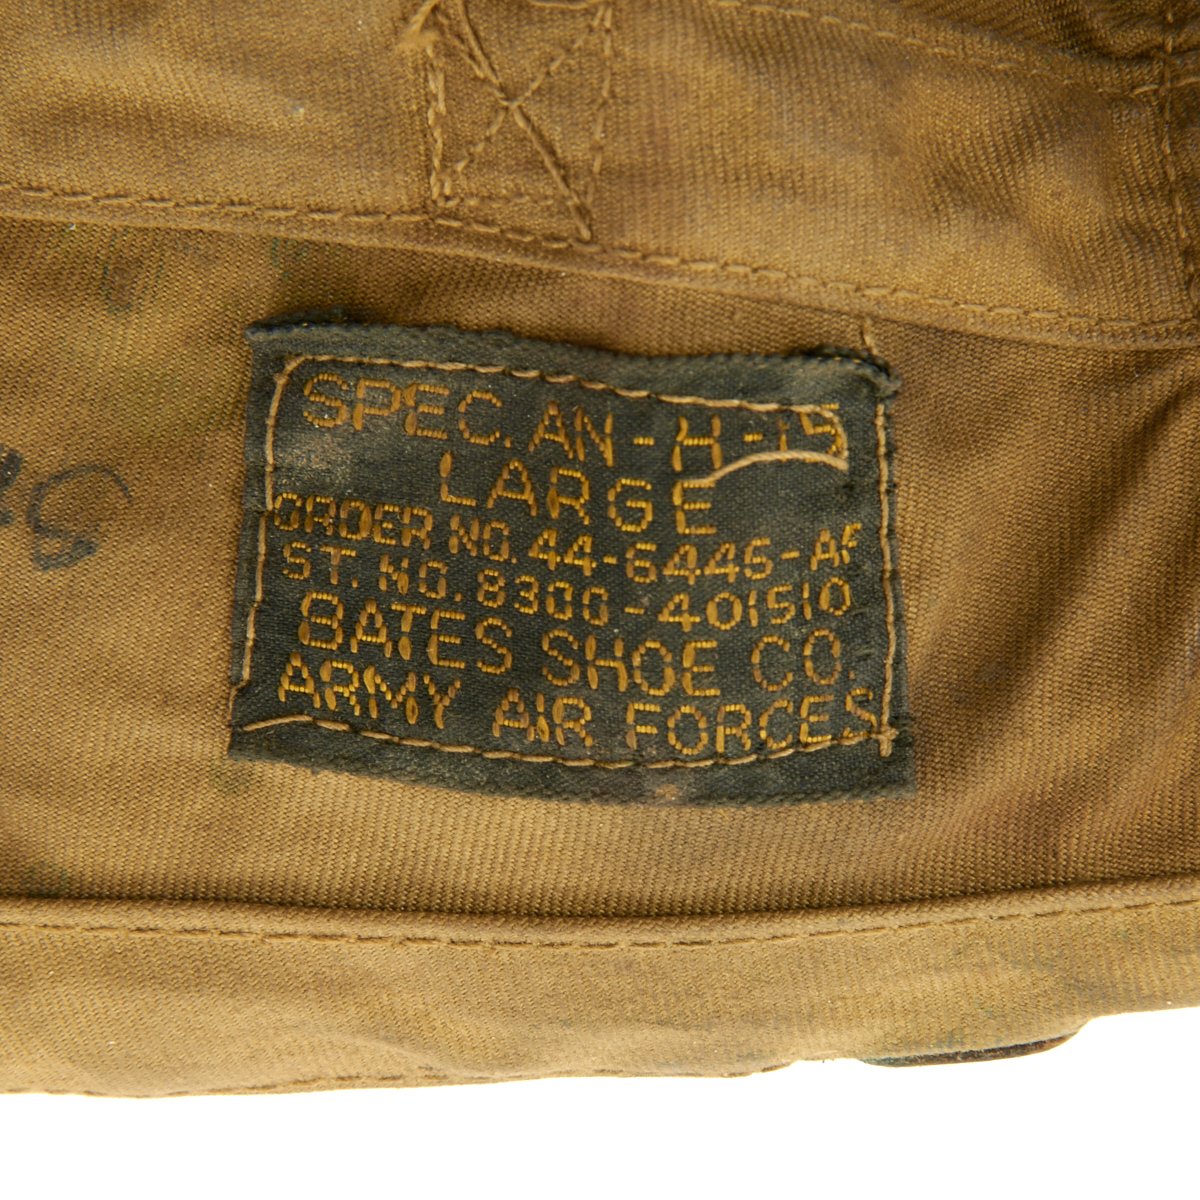 SPEC. AN-H-15
LARGE
ORDER NO. 44-6446-AF
ST. NO. 8300-401510
BATES SHOE CO.
ARMY AIR FORCES